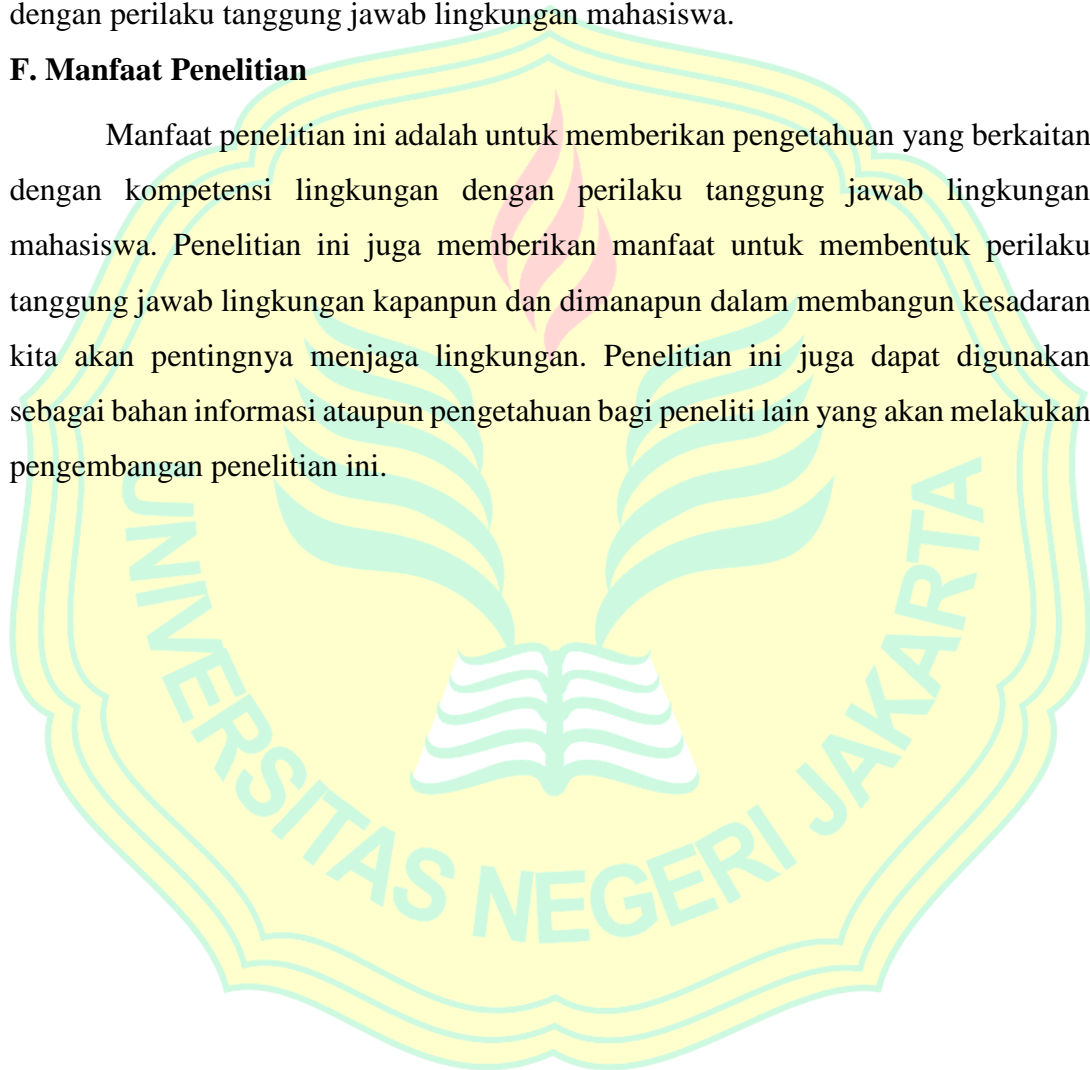 dengan perilaku tanggung jawab lingkungan mahasiswa.
F. Manfaat Penelitian
Manfaat penelitian ini adalah untuk memberikan pengetahuan yang berkaitan
dengan kompetensi lingkungan dengan perilaku tanggung jawab lingkungan
mahasiswa. Penelitian ini juga memberikan manfaat untuk membentuk perilaku
tanggung jawab lingkungan kapanpun dan dimanapun dalam membangun kesadaran
kita akan pentingnya menjaga lingkungan. Penelitian ini juga dapat digunakan
sebagai bahan informasi ataupun pengetahuan bagi peneliti lain yang akan melakukan
pengembangan penelitian ini.
UNIVERSITAS NEGERI JAKARTA